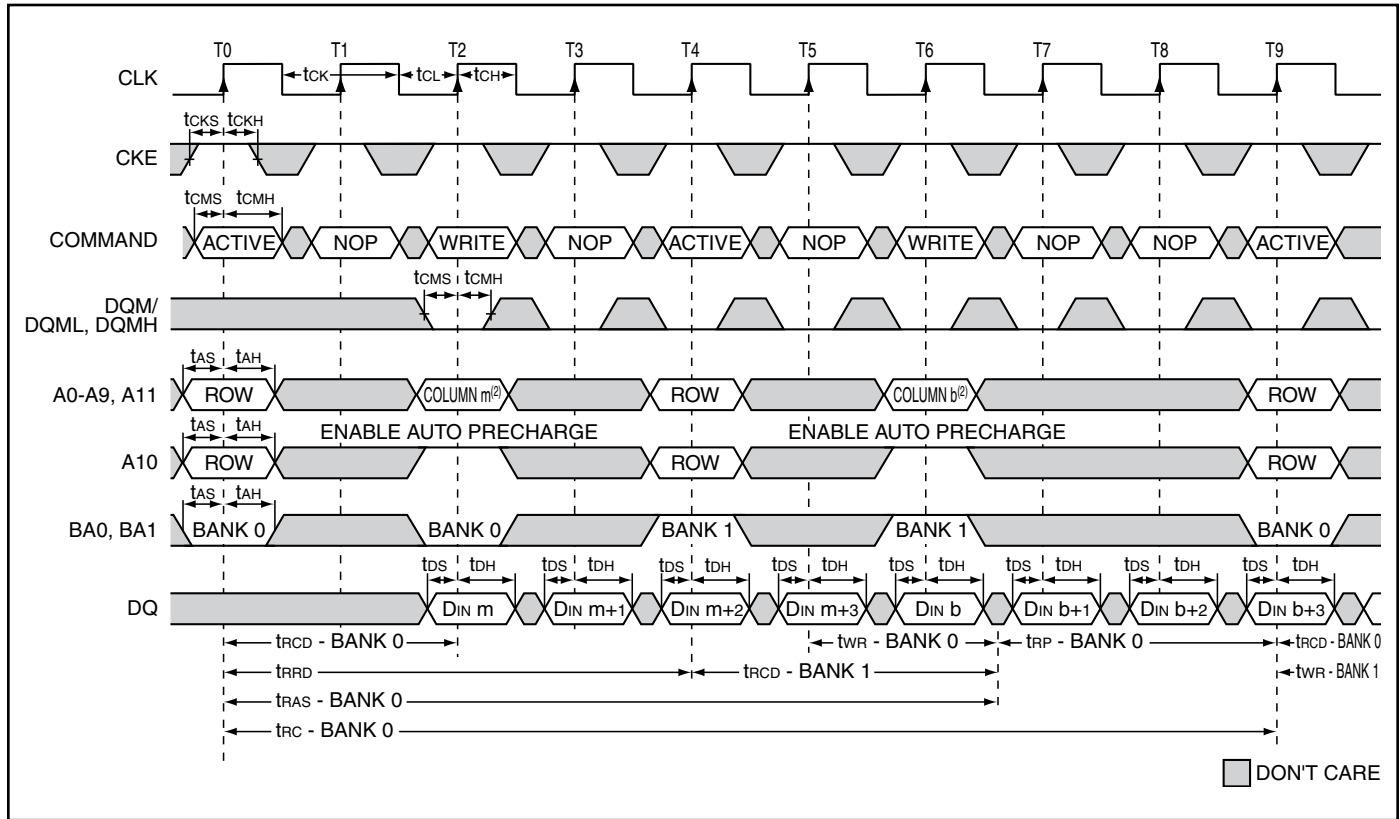 T0 T1 T2 T3 T4 T5 T6 T7 T8 T9
CLK tCK tCL tCH
tCKS tCKH
CKE
tCMS tCMH
COMMAND ACTIVE NOP WRITE NOP ACTIVE NOP WRITE NOP NOP ACTIVE
tCMS tCMH
DQM/
DQML, DQMH
tAS tAH
A0-A9, A11 ROW COLUMN m(2) ROW COLUMN b(2) ROW
tAS tAH ENABLE AUTO PRECHARGE ENABLE AUTO PRECHARGE
A10 ROW ROW ROW
tAS tAH
BA0, BA1 BANK 0 BANK 0 BANK 1 BANK 1 BANK 0
tDS tDH tDS tDH tDS tDH tDS tDH tDS tDH tDS tDH tDS tDH tDS tDH
DQ DIN m DIN m+1 DIN m+2 DIN m+3 DIN b DIN b+1 DIN b+2 DIN b+3
tRCD - BANK 0 tWR - BANK 0 tRP - BANK 0 tRCD - BANK 0
tRRD tRCD - BANK 1 tWR - BANK 1
tRAS - BANK 0
tRC - BANK 0
DON'T CARE